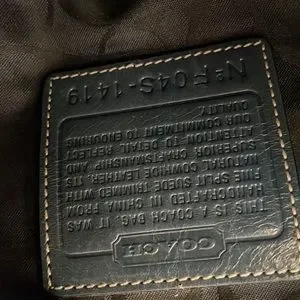 COACH
THIS IS A COACH BAG. IT WAS
HANDCRAFTED IN CHINA FROM
FINE SPLIT SUEDE TRIMMED WITH
NATURAL COWHIDE LEATHER. ITS
SUPERIOR CRAFTSMANSHIP AND
ATTENTION TO DETAIL REFLECT
OUR COMMITMENT TO ENDURING
QUALITY.
Nº F04S-1419